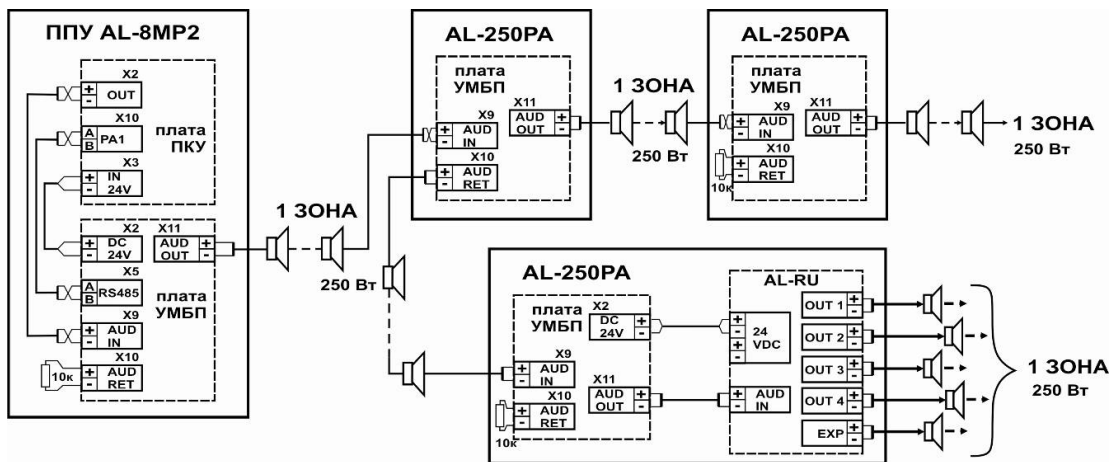 ППУ AL-8MP2
X2
+
-
OUT
X10
A
B
PA1
плата
ПКУ
X3
+
-
IN
24V
X2
+
-
DC
24V
X11
AUD
OUT
+
-
X5
A
B
RS485
плата
УМБП
X9
+
-
AUD
IN
X10
+
-
AUD
RET
10к
1 ЗОНА
250 Вт
AL-250PA
плата
УМБП
X9
+
-
AUD
IN
X11
AUD
OUT
+
-
X10
+
-
AUD
RET
1 ЗОНА
250 Вт
AL-250PA
плата
УМБП
X9
+
-
AUD
IN
X11
AUD
OUT
+
-
X10
+
-
AUD
RET
10к
1 ЗОНА
250 Вт
AL-250PA
плата
УМБП
X2
DC
24V
+
-
X9
+
-
AUD
IN
X11
AUD
OUT
+
-
X10
+
-
AUD
RET
10к
AL-RU
+
-
+
-
24
VDC
+
-
AUD
IN
OUT 1
+
-
OUT 2
+
-
OUT 3
+
-
OUT 4
+
-
EXP
+
-
1 ЗОНА
250 Вт